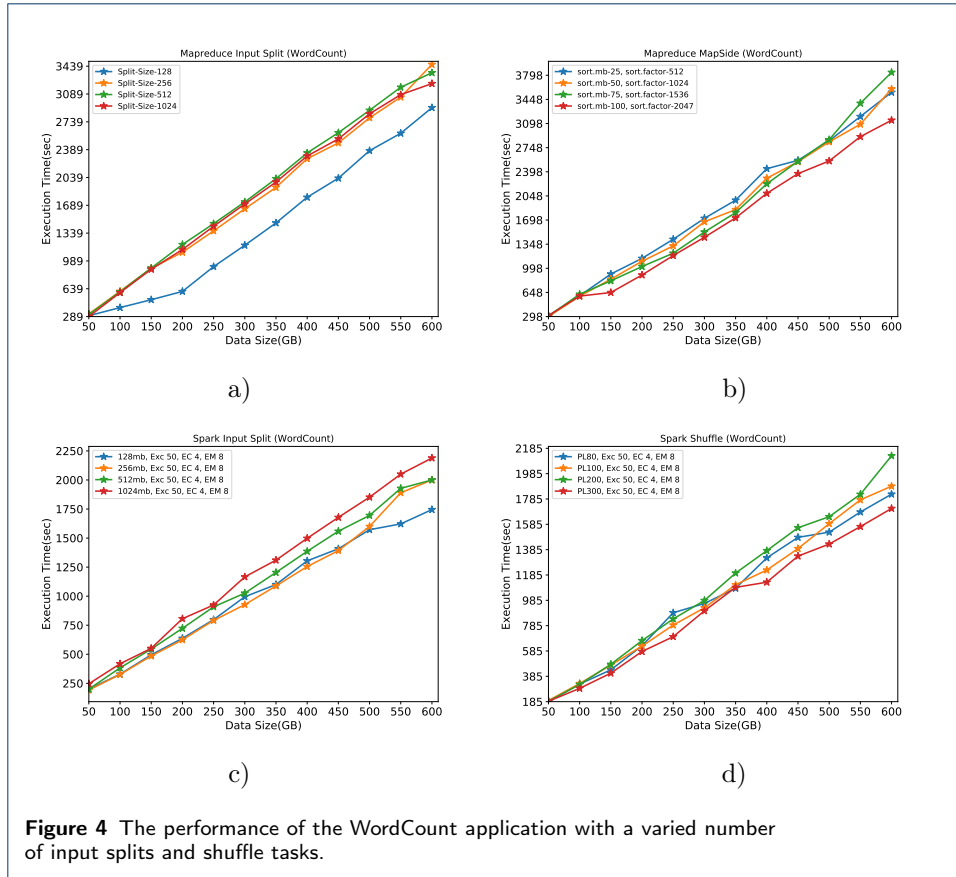 Mapreduce Input Split (WordCount)
Execution Time(sec)
3439
3089
2739
2389
2039
1689
1339
989
639
289
Split-Size-128
Split-Size-256
Split-Size-512
Split-Size-1024
50 100 150 200 250 300 350 400 450 500 550 600
Data Size(GB)
a)
Mapreduce MapSide (WordCount)
Execution Time(sec)
3798
3448
3098
2748
2398
2048
1698
1348
998
648
298
sort.mb-25, sort.factor-512
sort.mb-50, sort.factor-1024
sort.mb-75, sort.factor-1536
sort.mb-100, sort.factor-2047
50 100 150 200 250 300 350 400 450 500 550 600
Data Size(GB)
b)
Spark Input Split (WordCount)
Execution Time(sec)
2250
2000
1750
1500
1250
1000
750
500
250
128mb, Exc 50, EC 4, EM 8
256mb, Exc 50, EC 4, EM 8
512mb, Exc 50, EC 4, EM 8
1024mb, Exc 50, EC 4, EM 8
50 100 150 200 250 300 350 400 450 500 550 600
Data Size(GB)
c)
Spark Shuffle (WordCount)
Execution Time(sec)
2185
1985
1785
1585
1385
1185
985
785
585
385
185
PL80, Exc 50, EC 4, EM 8
PL100, Exc 50, EC 4, EM 8
PL200, Exc 50, EC 4, EM 8
PL300, Exc 50, EC 4, EM 8
50 100 150 200 250 300 350 400 450 500 550 600
Data Size(GB)
d)
Figure 4 The performance of the WordCount application with a varied number
of input splits and shuffle tasks.